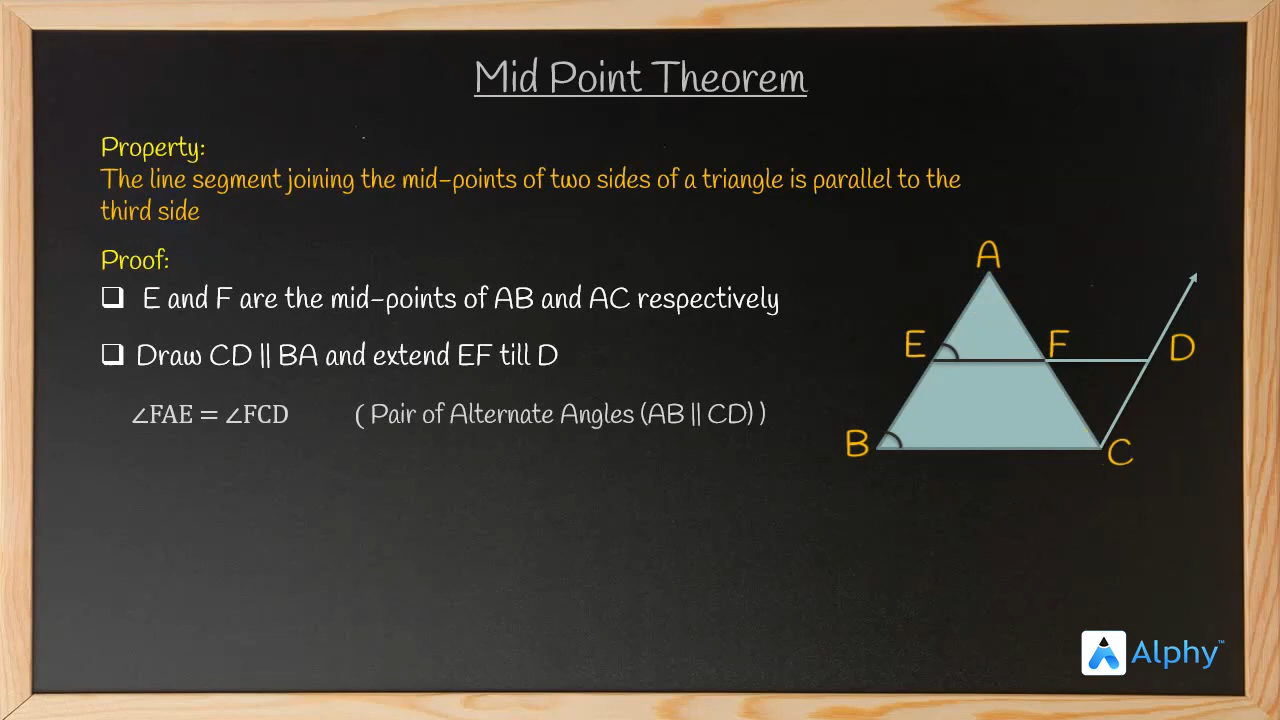 Mid Point Theorem
Property:
The line segment joining the mid-points of two sides of a triangle is parallel to the
third side
Proof:
❑ E and F are the mid-points of AB and AC respectively
❑ Draw CD || BA and extend EF till D
∠FAE = ∠FCD ( Pair of Alternate Angles (AB || CD) )
A
E F D
B C
Alphy™